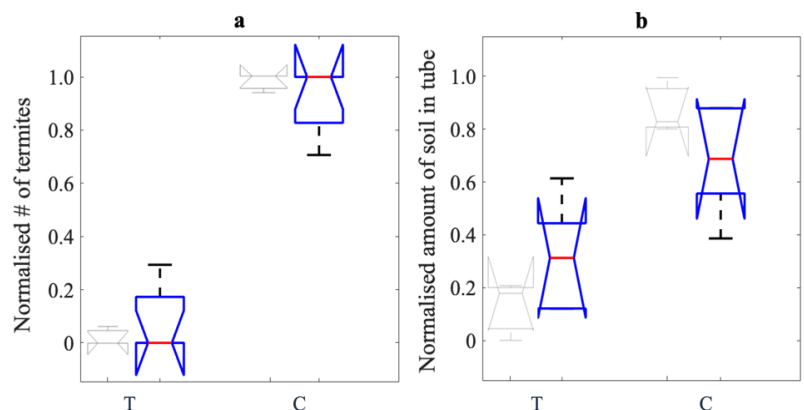 a
b
Normalised # of termites
1.0
0.8
0.6
0.4
0.2
0
T
C
Normalised amount of soil in tube
1.0
0.8
0.6
0.4
0.2
0
T
C